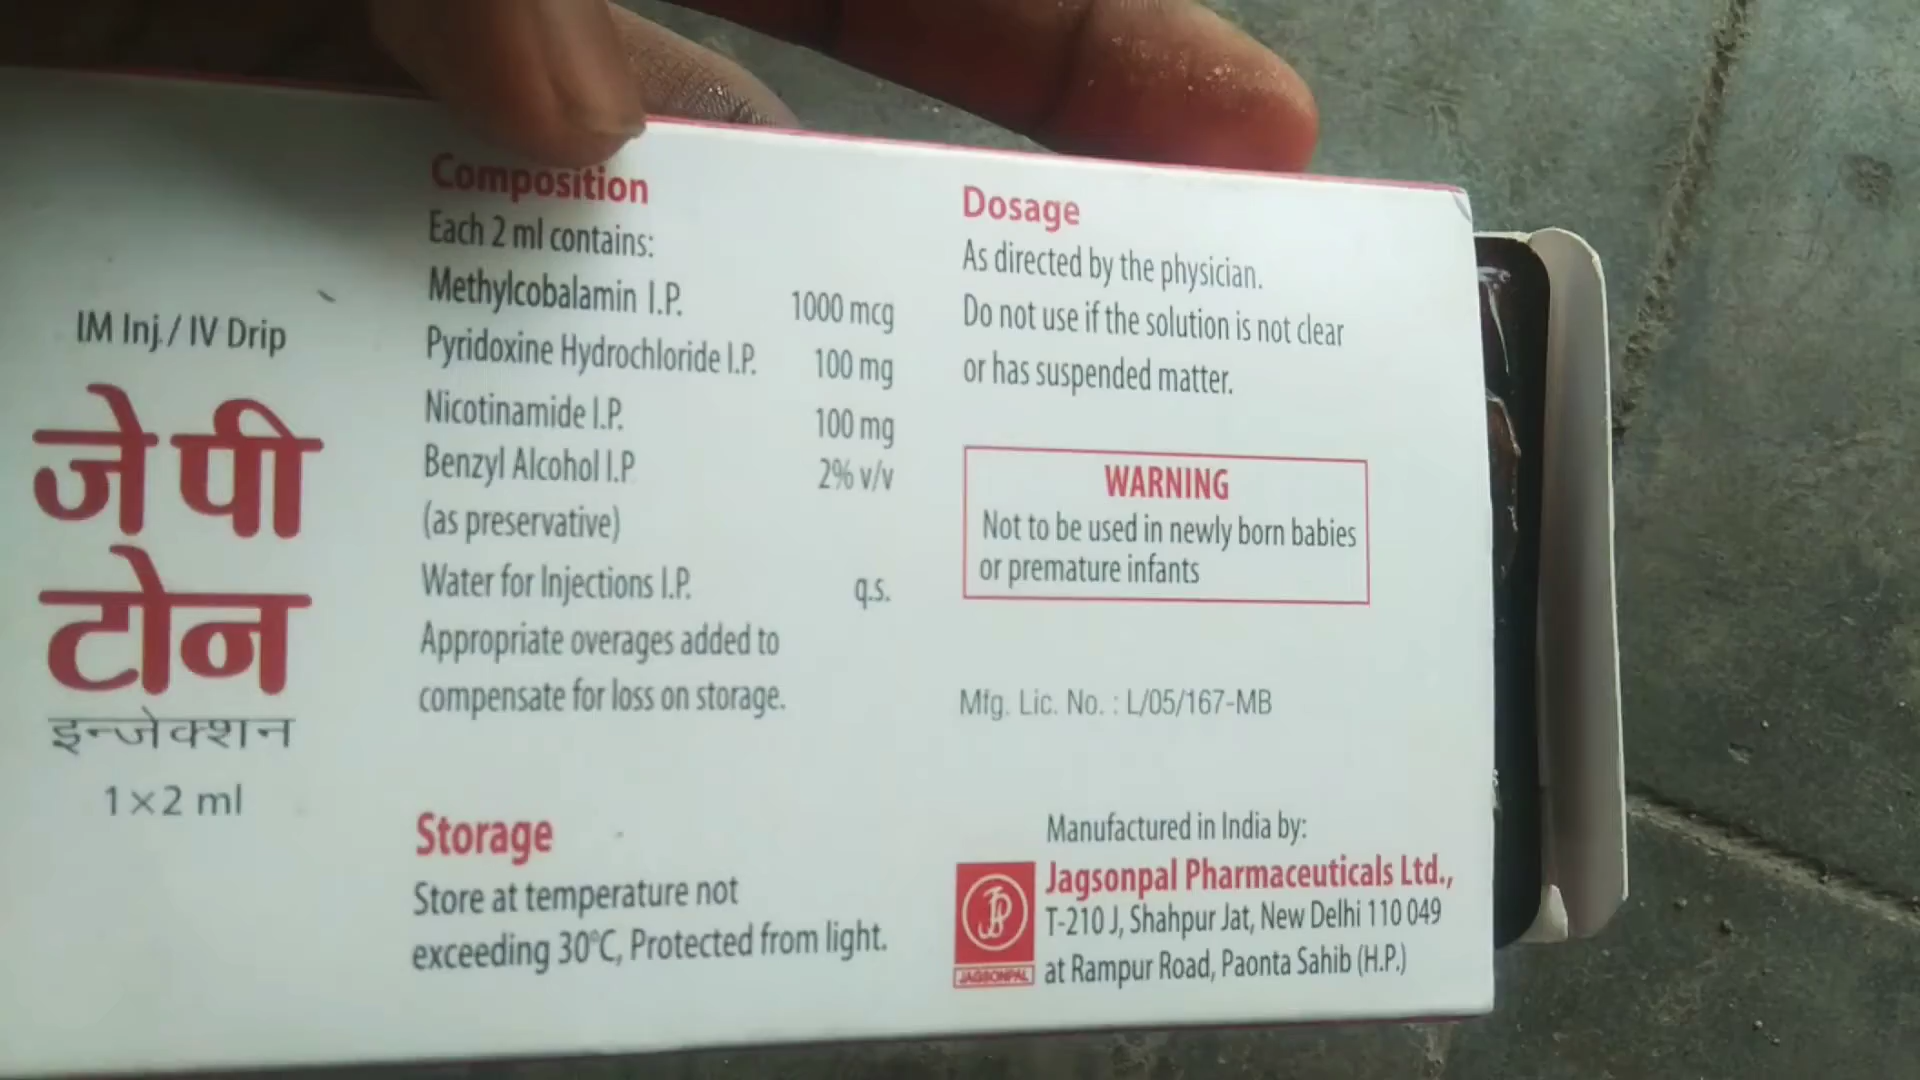 IM Inj./ IV Drip
जे पी
टोन
इन्जेक्शन
1×2 ml
Composition
Each 2 ml contains:
Methylcobalamin I.P. 1000 mcg
Pyridoxine Hydrochloride I.P. 100 mg
Nicotinamide I.P. 100 mg
Benzyl Alcohol I.P. 2% v/v
(as preservative)
Water for Injections I.P. q.s.
Appropriate overages added to
compensate for loss on storage.
Storage
Store at temperature not
exceeding 30°C, Protected from light.
Dosage
As directed by the physician.
Do not use if the solution is not clear
or has suspended matter.
WARNING
Not to be used in newly born babies
or premature infants
Mfg. Lic. No. : L/05/167-MB
Manufactured in India by:
Jagsonpal Pharmaceuticals Ltd.,
T-210 J, Shahpur Jat, New Delhi 110 049
at Rampur Road, Paonta Sahib (H.P.)
JAGSONPAL